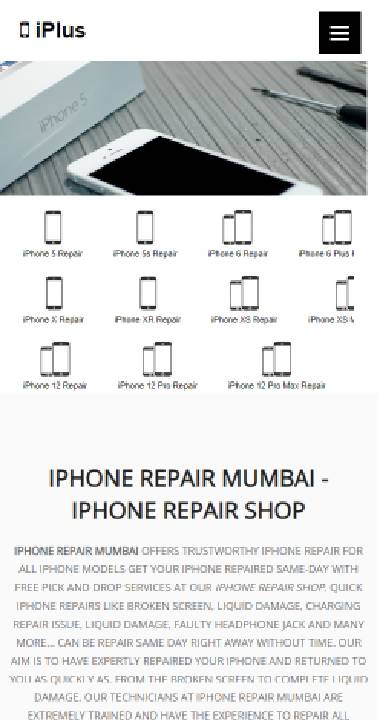 iPlus
iPhone 5
iPhone 5 Repair iPhone 5s Repair iPhone 6 Repair iPhone 6 Plus
iPhone X Repair iPhone XR Repair iPhone XS Repair iPhone XS
iPhone 12 Repair iPhone 12 Pro Repair iPhone 12 Pro Max Repair
IPHONE REPAIR MUMBAI -
IPHONE REPAIR SHOP
IPHONE REPAIR MUMBAI OFFERS TRUSTWORTHY IPHONE REPAIR FOR
ALL IPHONE MODELS GET YOUR IPHONE REPAIRED SAME-DAY WITH
FREE PICK AND DROP SERVICES AT OUR IPHONE REPAIR SHOP. QUICK
IPHONE REPAIRS LIKE BROKEN SCREEN, LIQUID DAMAGE, CHARGING
REPAIR ISSUE, LIQUID DAMAGE, FAULTY HEADPHONE JACK AND MANY
MORE... CAN BE REPAIR SAME DAY RIGHT AWAY WITHOUT TIME. OUR
AIM IS TO HAVE EXPERTLY REPAIRED YOUR IPHONE AND RETURNED TO
YOU AS QUICKLY AS. FROM THE BROKEN SCREEN TO COMPLETE LIQUID
DAMAGE. OUR TECHNICIANS AT IPHONE REPAIR MUMBAI ARE
EXTREMELY TRAINED AND HAVE THE EXPERIENCE TO REPAIR ALL